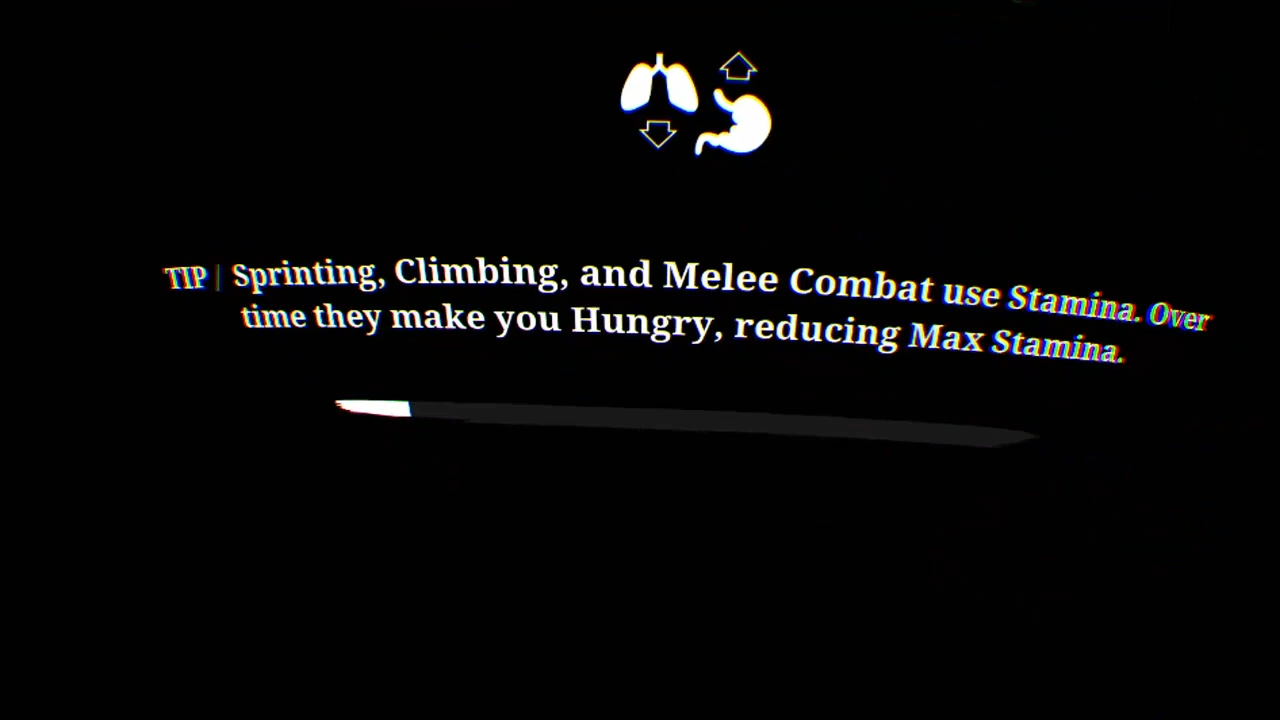 TIP | Sprinting, Climbing, and Melee Combat use Stamina. Over
time they make you Hungry, reducing Max Stamina.